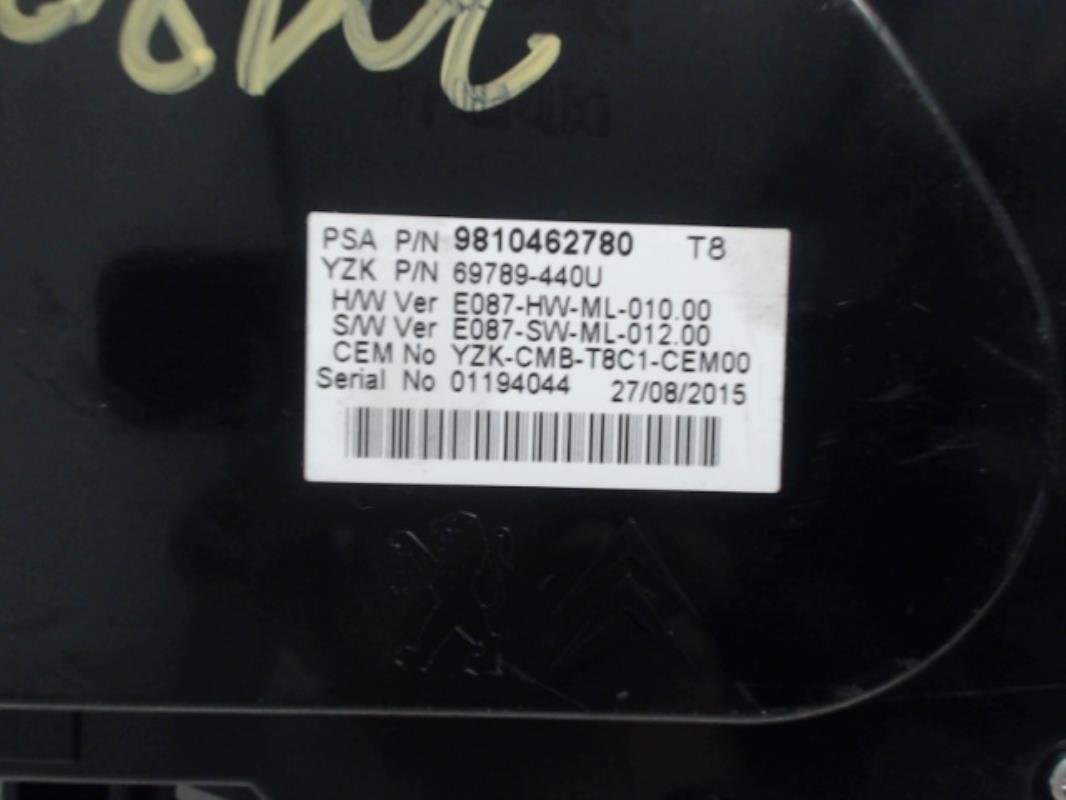 PSA P/N 9810462780 T8
YZK P/N 69789-440U
H/W Ver E087-HW-ML-010.00
S/W Ver E087-SW-ML-012.00
CEM No YZK-CMB-T8C1-CEM00
Serial No 01194044 27/08/2015